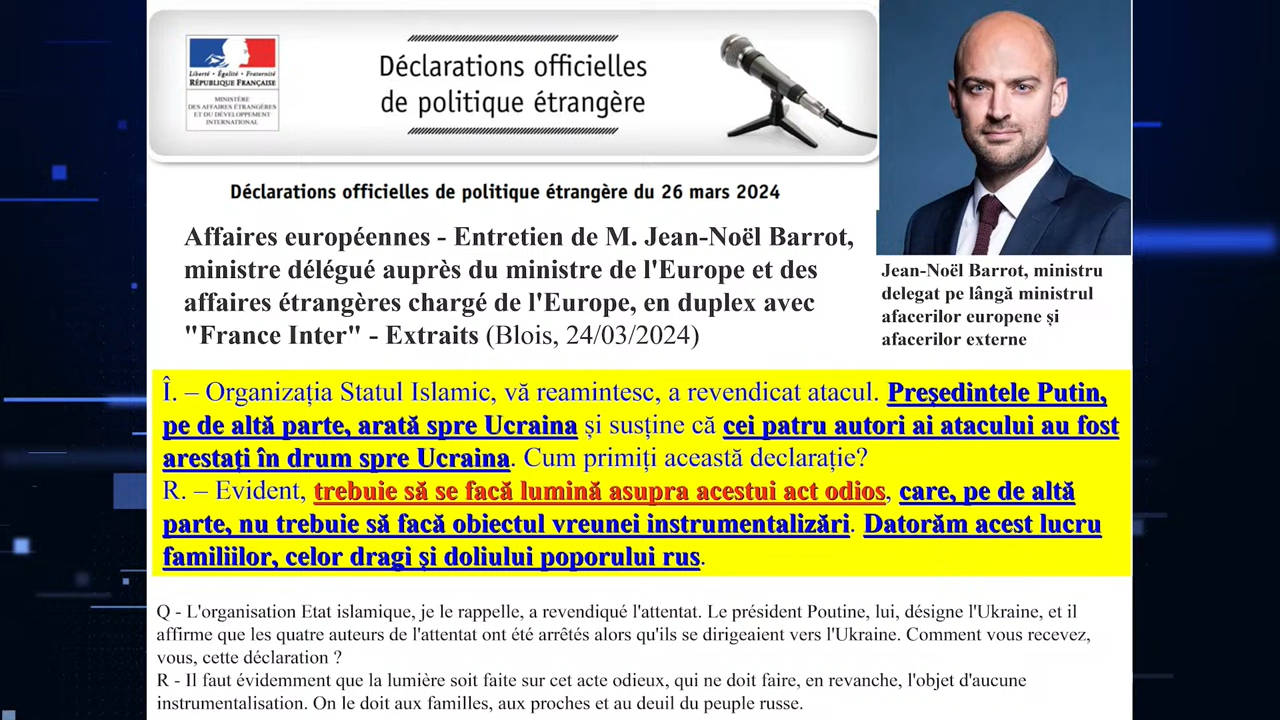 Liberté • Égalité • Fraternité
RÉPUBLIQUE FRANÇAISE
MINISTÈRE
DES AFFAIRES ÉTRANGÈRES
ET DU DÉVELOPPEMENT
INTERNATIONAL
Déclarations officielles
de politique étrangère
Déclarations officielles de politique étrangère du 26 mars 2024
Affaires européennes - Entretien de M. Jean-Noël Barrot,
ministre délégué auprès du ministre de l'Europe et des
affaires étrangères chargé de l'Europe, en duplex avec
"France Inter" - Extraits (Blois, 24/03/2024)
Jean-Noël Barrot, ministru
delegat pe lângă ministrul
afacerilor europene și
afacerilor externe
Î. – Organizația Statul Islamic, vă reamintesc, a revendicat atacul. Președintele Putin,
pe de altă parte, arată spre Ucraina și susține că cei patru autori ai atacului au fost
arestați în drum spre Ucraina. Cum primiți această declarație?
R. – Evident, trebuie să se facă lumină asupra acestui act odios, care, pe de altă
parte, nu trebuie să facă obiectul vreunei instrumentalizări. Datorăm acest lucru
familiilor, celor dragi și doliului poporului rus.
Q - L'organisation Etat islamique, je le rappelle, a revendiqué l'attentat. Le président Poutine, lui, désigne l'Ukraine, et il
affirme que les quatre auteurs de l'attentat ont été arrêtés alors qu'ils se dirigeaient vers l'Ukraine. Comment vous recevez,
vous, cette déclaration ?
R - Il faut évidemment que la lumière soit faite sur cet acte odieux, qui ne doit faire, en revanche, l'objet d'aucune
instrumentalisation. On le doit aux familles, aux proches et au deuil du peuple russe.